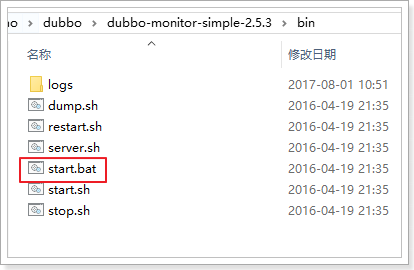 no › dubbo › dubbo-monitor-simple-2.5.3 › bin
名称 修改日期
logs 2017-08-01 10:51
dump.sh 2016-04-19 21:35
restart.sh 2016-04-19 21:35
server.sh 2016-04-19 21:35
start.bat 2016-04-19 21:35
start.sh 2016-04-19 21:35
stop.sh 2016-04-19 21:35